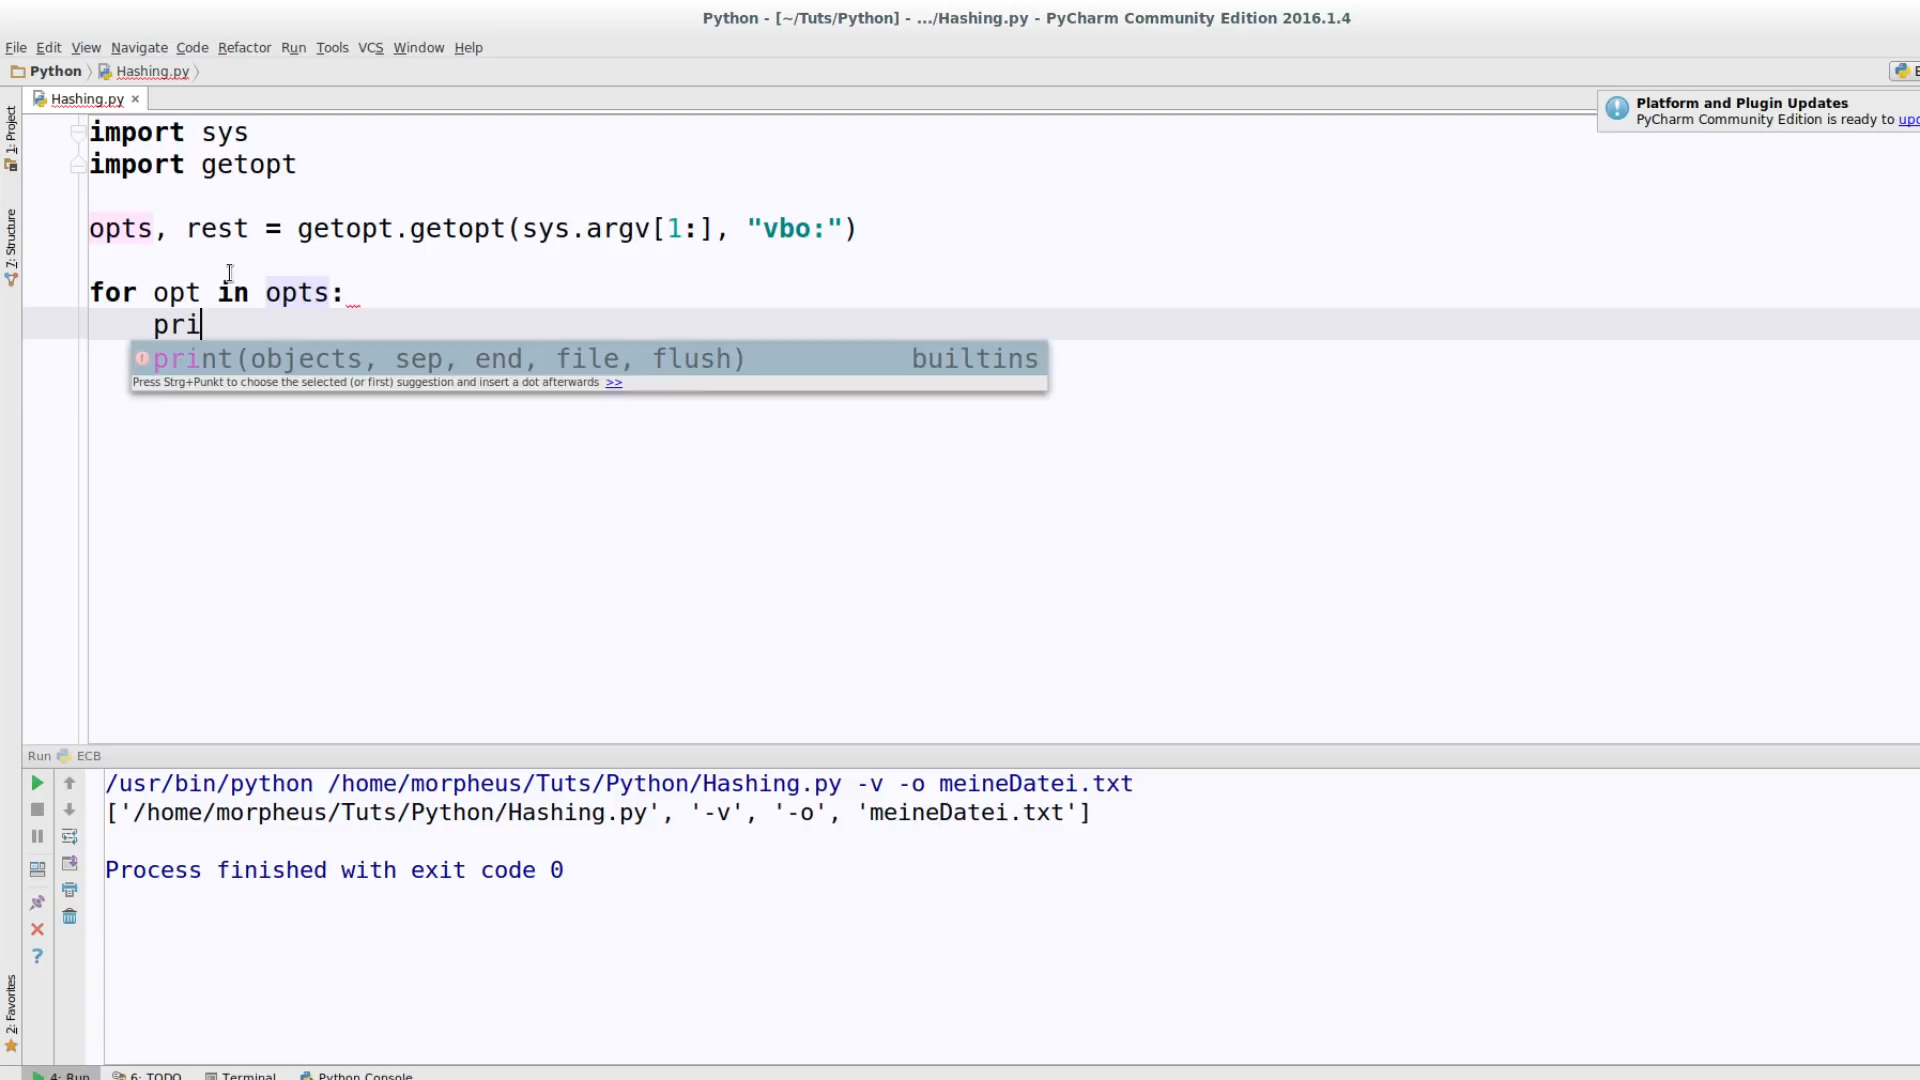 Python - [~/Tuts/Python] - .../Hashing.py - PyCharm Community Edition 2016.1.4
File Edit View Navigate Code Refactor Run Tools VCS Window Help
Python Hashing.py
Hashing.py
1: Project
7: Structure
2: Favorites
Platform and Plugin Updates
PyCharm Community Edition is ready to
import sys
import getopt
opts, rest = getopt.getopt(sys.argv[1:], "vbo:")
for opt in opts:
    pri
print(objects, sep, end, file, flush) builtins
Press Strg+Punkt to choose the selected (or first) suggestion and insert a dot afterwards >>
Run ECB
/usr/bin/python /home/morpheus/Tuts/Python/Hashing.py -v -o meineDatei.txt
['/home/morpheus/Tuts/Python/Hashing.py', '-v', '-o', 'meineDatei.txt']
Process finished with exit code 0
4: Run 6: TODO Terminal Python Console